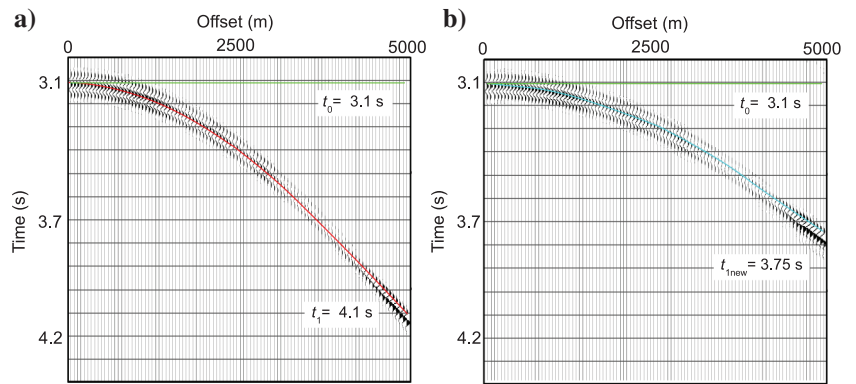 a)
Offset (m)
0 2500 5000
3.1
3.7
4.2
Time (s)
t0 = 3.1 s
t1 = 4.1 s
b)
Offset (m)
0 2500 5000
3.1
3.7
4.2
Time (s)
t0 = 3.1 s
t1new = 3.75 s